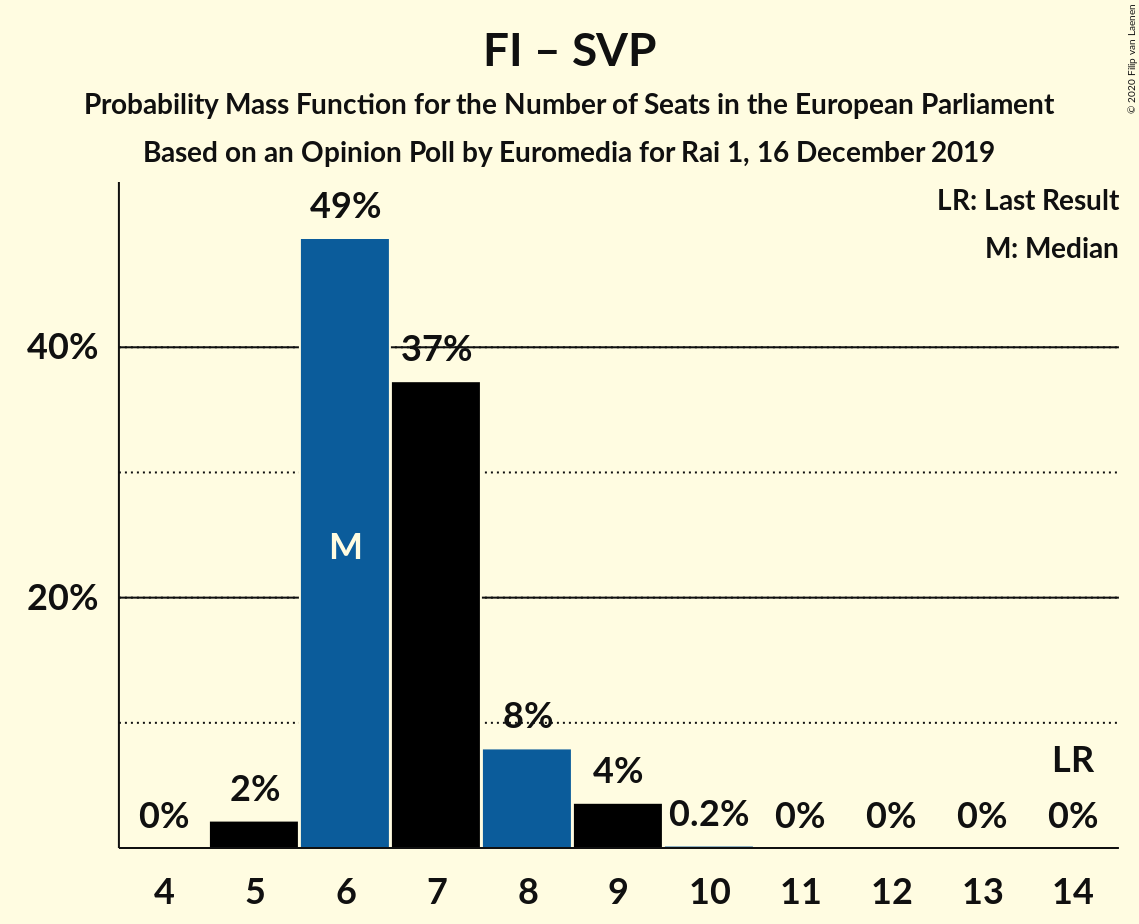 FI – SVP
Probability Mass Function for the Number of Seats in the European Parliament
Based on an Opinion Poll by Euromedia for Rai 1, 16 December 2019
© 2020 Filip van Laenen
LR: Last Result
M: Median
40%
20%
0%
2%
49%
M
37%
8%
4%
0.2%
0%
0%
0%
LR
0%
4 5 6 7 8 9 10 11 12 13 14